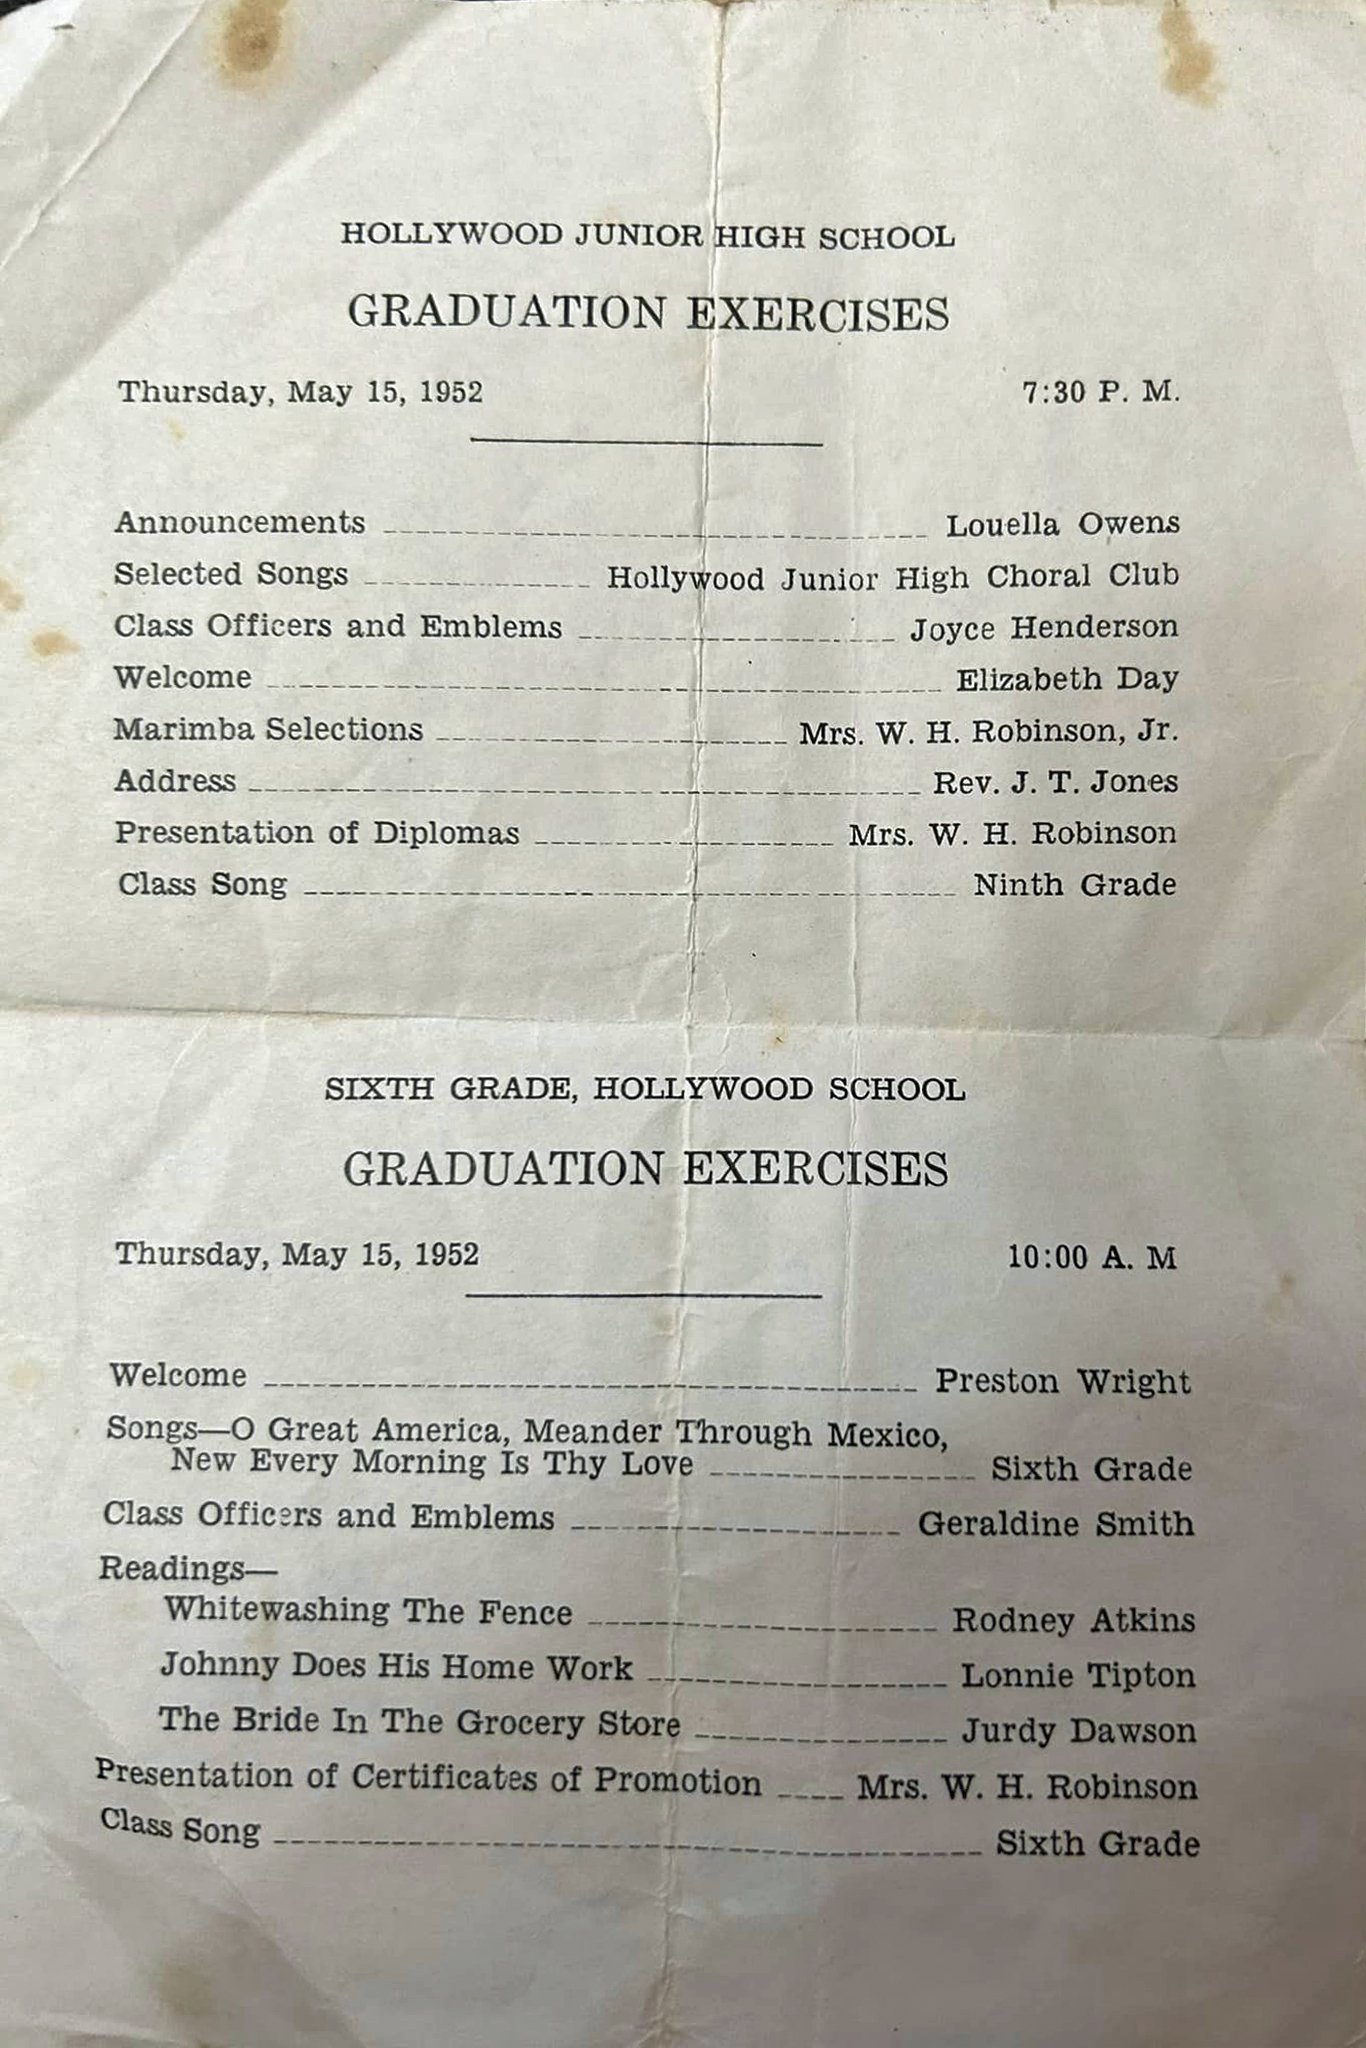 HOLLYWOOD JUNIOR HIGH SCHOOL
GRADUATION EXERCISES
Thursday, May 15, 1952 7:30 P. M.
Announcements Louella Owens
Selected Songs Hollywood Junior High Choral Club
Class Officers and Emblems Joyce Henderson
Welcome Elizabeth Day
Marimba Selections Mrs. W. H. Robinson, Jr.
Address Rev. J. T. Jones
Presentation of Diplomas Mrs. W. H. Robinson
Class Song Ninth Grade
SIXTH GRADE, HOLLYWOOD SCHOOL
GRADUATION EXERCISES
Thursday, May 15, 1952 10:00 A. M
Welcome Preston Wright
Songs—O Great America, Meander Through Mexico,
New Every Morning Is Thy Love Sixth Grade
Class Officers and Emblems Geraldine Smith
Readings—
Whitewashing The Fence Rodney Atkins
Johnny Does His Home Work Lonnie Tipton
The Bride In The Grocery Store Jurdy Dawson
Presentation of Certificates of Promotion Mrs. W. H. Robinson
Class Song Sixth Grade